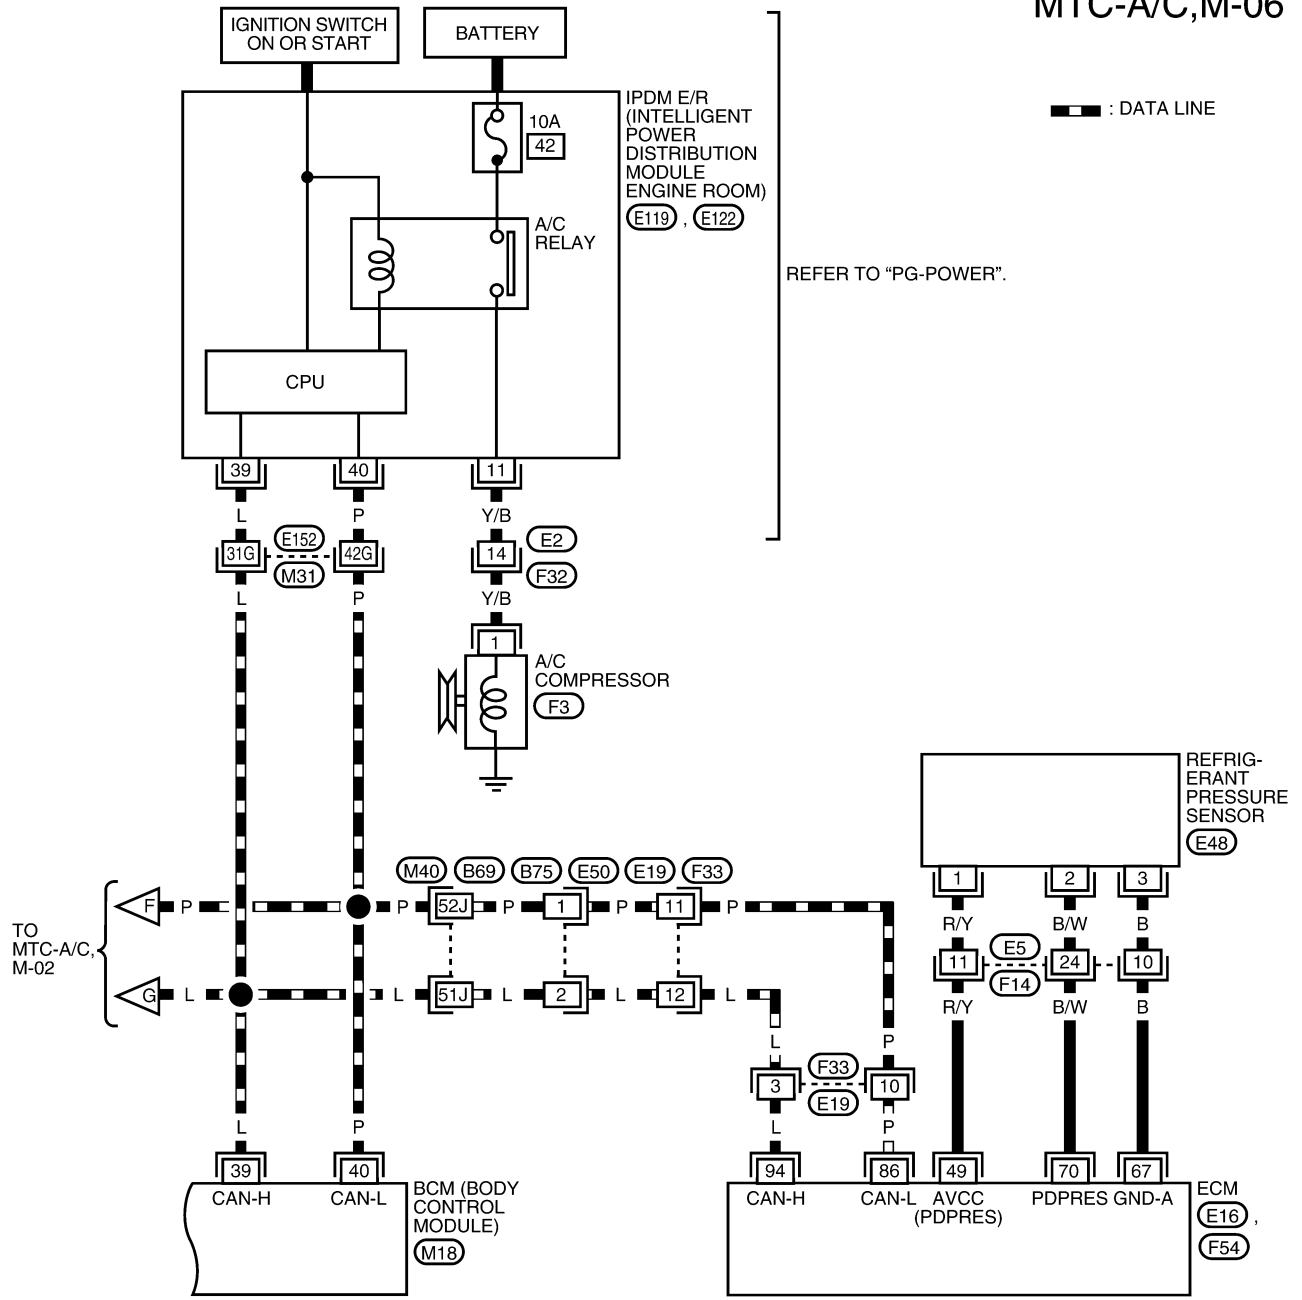 MTC-A/C,M-06
IGNITION SWITCH
ON OR START
BATTERY
: DATA LINE
10A
42
IPDM E/R
(INTELLIGENT
POWER
DISTRIBUTION
MODULE
ENGINE ROOM)
E119 , E122
A/C
RELAY
REFER TO “PG-POWER”.
CPU
39 40 11
L P Y/B
31G E152 42G 14 E2
M31 F32
L P Y/B
1
A/C
COMPRESSOR
F3
REFRIG-
ERANT
PRESSURE
SENSOR
E48
1 2 3
M40 B69 B75 E50 E19 F33
F P P 52J P 1 P 11 P
R/Y B/W B
TO
MTC-A/C,
M-02
11 E5 24 10
F14
G L L 51J L 2 L 12 L
R/Y B/W B
L P
3 F33 10
E19
L P L P
39 40 94 86 49 70 67
CAN-H CAN-L CAN-H CAN-L AVCC PDPRES GND-A
(PDPRES)
BCM (BODY
CONTROL
MODULE)
M18
ECM
E16 ,
F54